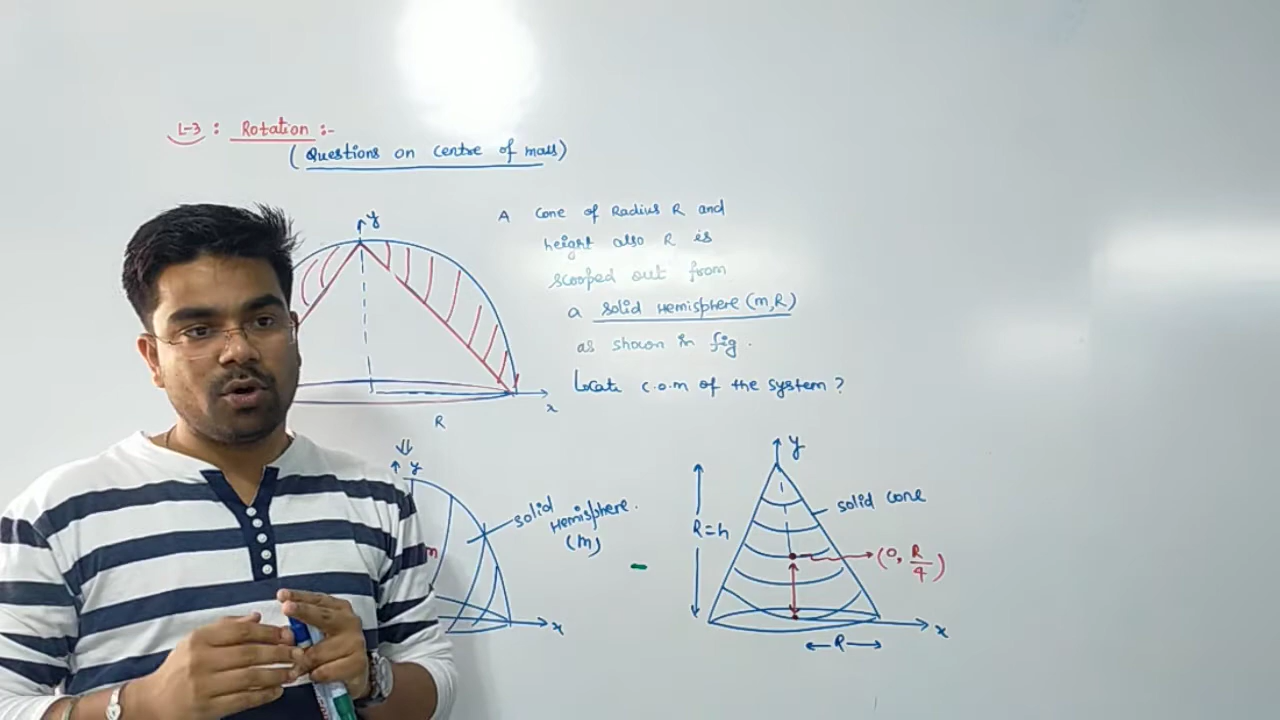 L-3 : Rotation :-
(Questions on centre of mass)
y
A Cone of Radius R and
height also R is
scooped out from
a solid Hemisphere (m,R)
as shown in fig.
Locate C.O.M of the system?
x
R
⇓
y
solid
Hemisphere.
(m)
m
x
-
y
solid cone
R=h
(0, R/4)
x
R